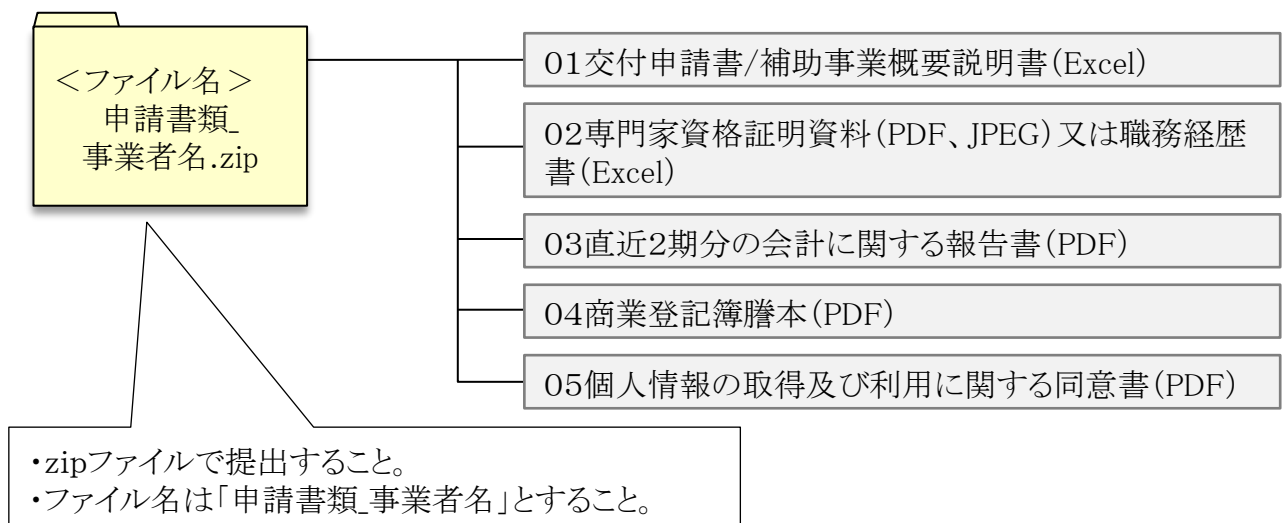 <ファイル名>
申請書類_
事業者名.zip
01交付申請書/補助事業概要説明書(Excel)
02専門家資格証明資料(PDF、JPEG)又は職務経歴
書(Excel)
03直近2期分の会計に関する報告書(PDF)
04商業登記簿謄本(PDF)
05個人情報の取得及び利用に関する同意書(PDF)
・zipファイルで提出すること。
・ファイル名は「申請書類_事業者名」とすること。